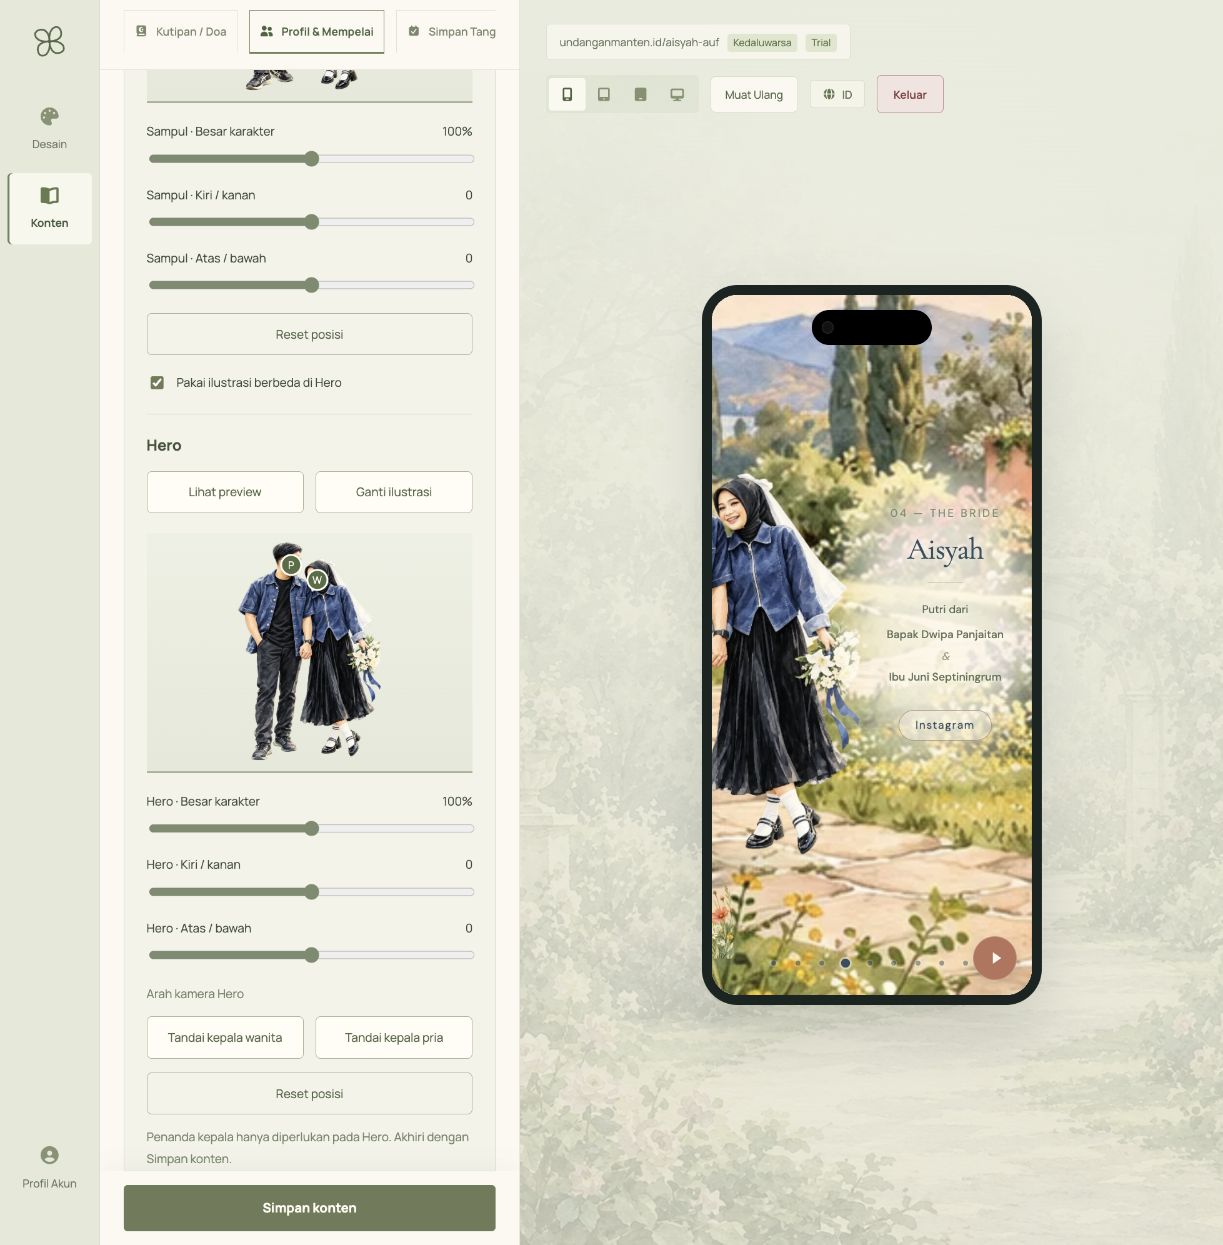 Desain
Konten
Profil Akun
Kutipan / Doa
Profil & Mempelai
Simpan Tang
Sampul · Besar karakter 100%
Sampul · Kiri / kanan 0
Sampul · Atas / bawah 0
Reset posisi
Pakai ilustrasi berbeda di Hero
Hero
Lihat preview
Ganti ilustrasi
P
W
Hero · Besar karakter 100%
Hero · Kiri / kanan 0
Hero · Atas / bawah 0
Arah kamera Hero
Tandai kepala wanita
Tandai kepala pria
Reset posisi
Penanda kepala hanya diperlukan pada Hero. Akhiri dengan
Simpan konten.
Simpan konten
undanganmanten.id/aisyah-auf Kedaluwarsa Trial
Muat Ulang
ID
Keluar
04 — THE BRIDE
Aisyah
Putri dari
Bapak Dwipa Panjaitan
&
Ibu Juni Septiningrum
Instagram